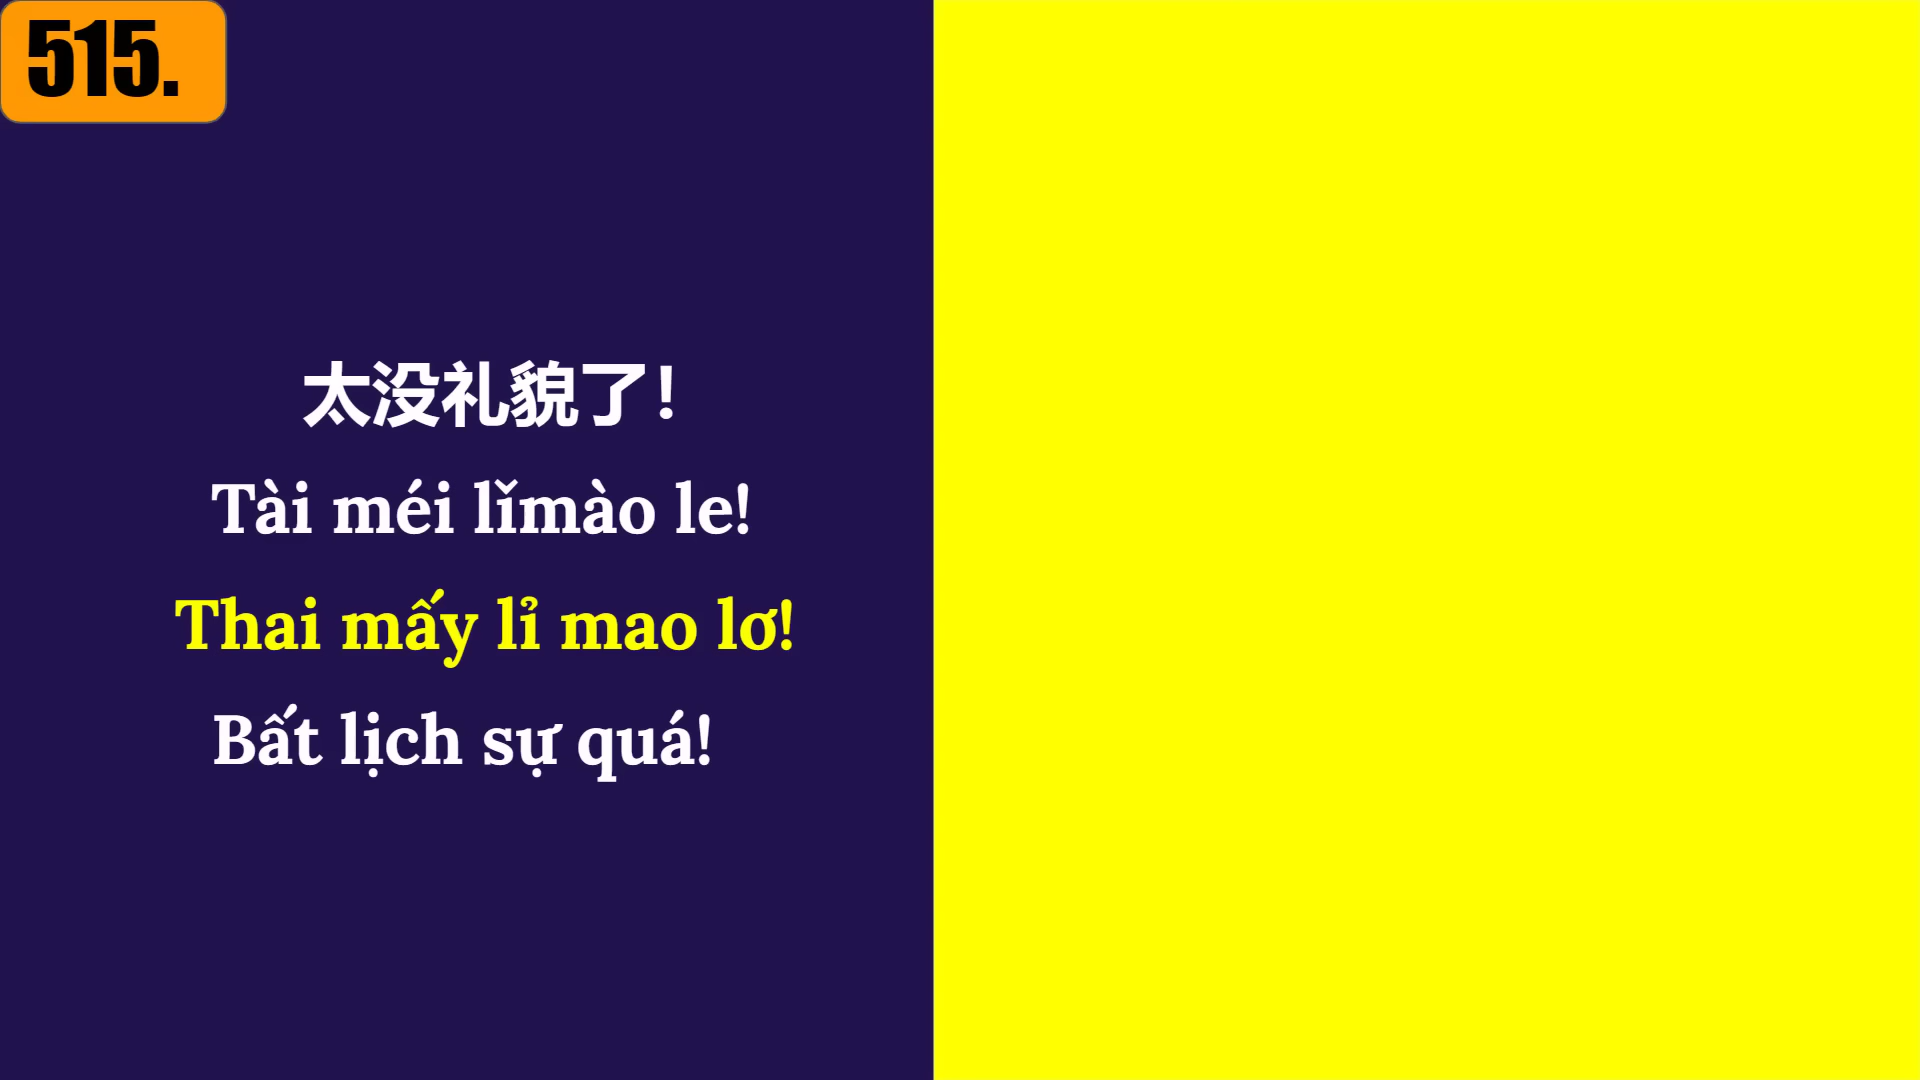 515.
太没礼貌了！
Tài méi lǐmào le!
Thai mấy lỉ mao lơ!
Bất lịch sự quá!